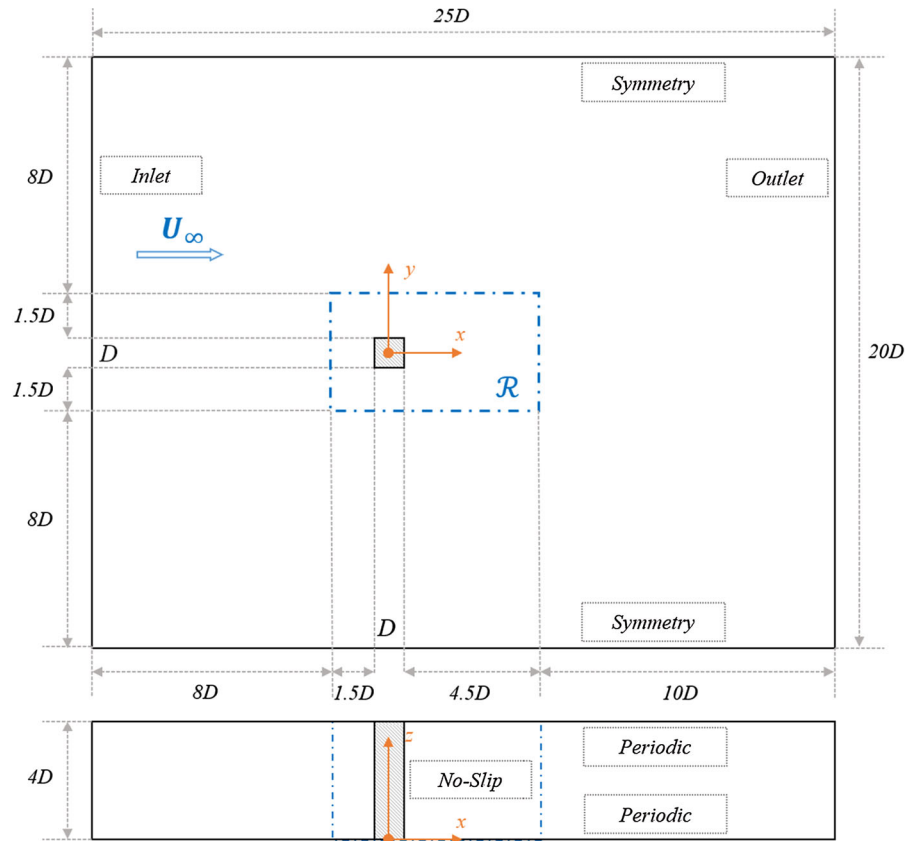 25D
Symmetry
8D
Inlet
Outlet
U∞
y
1.5D
x
D
20D
1.5D
ℛ
8D
Symmetry
D
8D
1.5D
4.5D
10D
z
Periodic
4D
No-Slip
Periodic
x